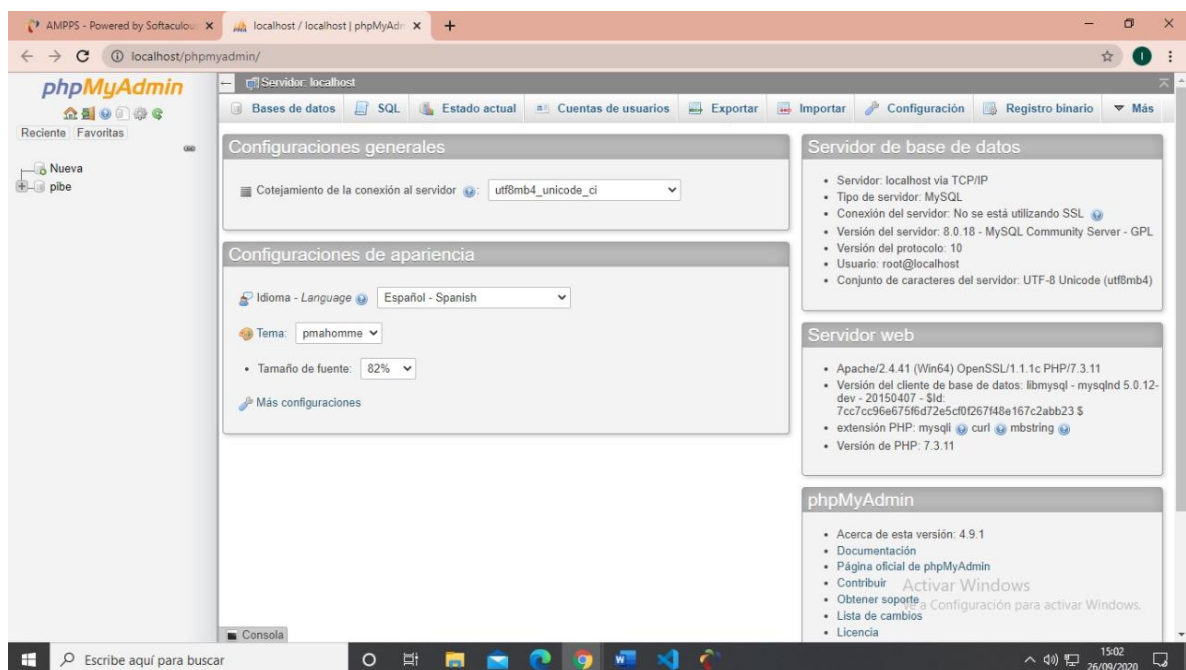 AMPPS - Powered by Softaculou
localhost / localhost | phpMyAdm
localhost/phpmyadmin/
phpMyAdmin
Reciente Favoritas
Nueva
pibe
Servidor: localhost
Bases de datos SQL Estado actual Cuentas de usuarios Exportar Importar Configuración Registro binario Más
Configuraciones generales
Cotejamiento de la conexión al servidor : utf8mb4_unicode_ci
Configuraciones de apariencia
Idioma - Language Español - Spanish
Tema: pmahomme
• Tamaño de fuente: 82%
Más configuraciones
Servidor de base de datos
• Servidor: localhost via TCP/IP
• Tipo de servidor: MySQL
• Conexión del servidor: No se está utilizando SSL
• Versión del servidor: 8.0.18 - MySQL Community Server - GPL
• Versión del protocolo: 10
• Usuario: root@localhost
• Conjunto de caracteres del servidor: UTF-8 Unicode (utf8mb4)
Servidor web
• Apache/2.4.41 (Win64) OpenSSL/1.1.1c PHP/7.3.11
• Versión del cliente de base de datos: libmysql - mysqlnd 5.0.12-
dev - 20150407 - $Id:
7cc7cc96e675f6d72e5cf0f267f48e167c2abb23 $
• extensión PHP: mysqli curl mbstring
• Versión de PHP: 7.3.11
phpMyAdmin
• Acerca de esta versión: 4.9.1
• Documentación
• Página oficial de phpMyAdmin
• Contribuir
• Obtener soporte
• Lista de cambios
• Licencia
Activar Windows
Ve a Configuración para activar Windows.
Consola
Escribe aquí para buscar
15:02
26/09/2020